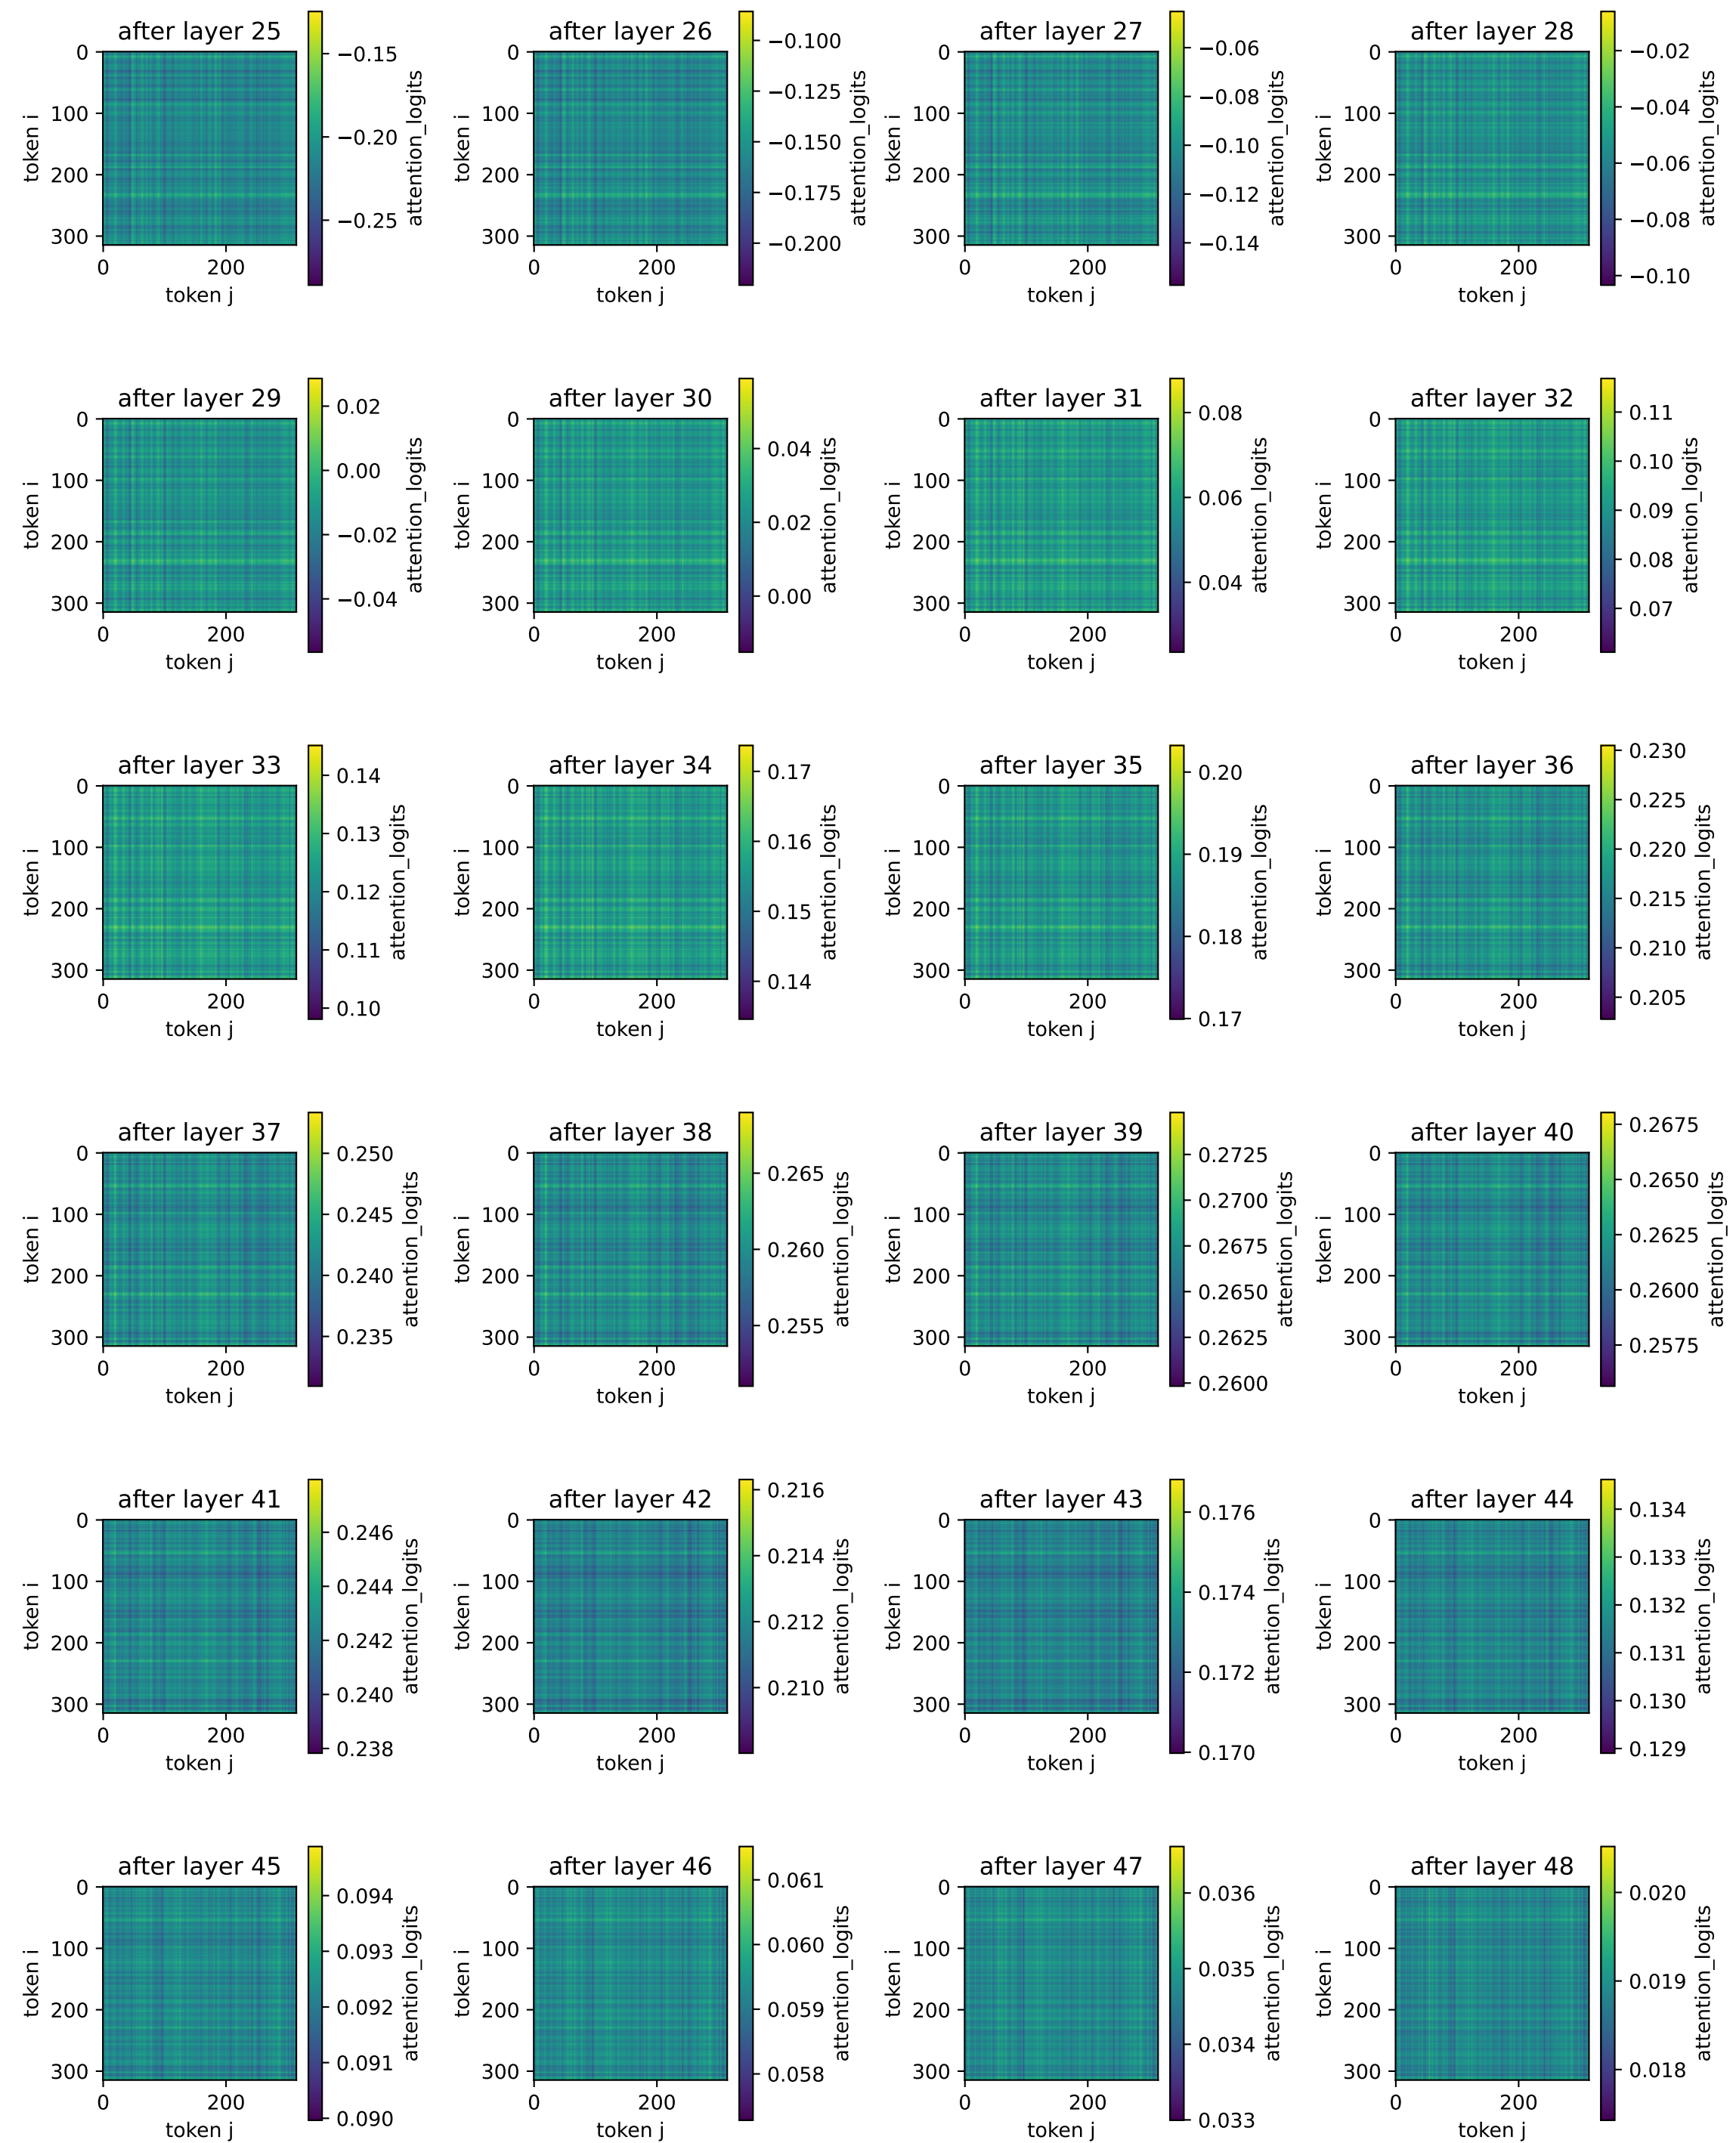 after layer 25
0
100
200
300
token i
0
200
token j
−0.15
−0.20
−0.25
attention_logits
after layer 26
0
100
200
300
token i
0
200
token j
−0.100
−0.125
−0.150
−0.175
−0.200
attention_logits
after layer 27
0
100
200
300
token i
0
200
token j
−0.06
−0.08
−0.10
−0.12
−0.14
attention_logits
after layer 28
0
100
200
300
token i
0
200
token j
−0.02
−0.04
−0.06
−0.08
−0.10
attention_logits
after layer 29
0
100
200
300
token i
0
200
token j
0.02
0.00
−0.02
−0.04
attention_logits
after layer 30
0
100
200
300
token i
0
200
token j
0.04
0.02
0.00
attention_logits
after layer 31
0
100
200
300
token i
0
200
token j
0.08
0.06
0.04
attention_logits
after layer 32
0
100
200
300
token i
0
200
token j
0.11
0.10
0.09
0.08
0.07
attention_logits
after layer 33
0
100
200
300
token i
0
200
token j
0.14
0.13
0.12
0.11
0.10
attention_logits
after layer 34
0
100
200
300
token i
0
200
token j
0.17
0.16
0.15
0.14
attention_logits
after layer 35
0
100
200
300
token i
0
200
token j
0.20
0.19
0.18
0.17
attention_logits
after layer 36
0
100
200
300
token i
0
200
token j
0.230
0.225
0.220
0.215
0.210
0.205
attention_logits
after layer 37
0
100
200
300
token i
0
200
token j
0.250
0.245
0.240
0.235
attention_logits
after layer 38
0
100
200
300
token i
0
200
token j
0.265
0.260
0.255
attention_logits
after layer 39
0
100
200
300
token i
0
200
token j
0.2725
0.2700
0.2675
0.2650
0.2625
0.2600
attention_logits
after layer 40
0
100
200
300
token i
0
200
token j
0.2675
0.2650
0.2625
0.2600
0.2575
attention_logits
after layer 41
0
100
200
300
token i
0
200
token j
0.246
0.244
0.242
0.240
0.238
attention_logits
after layer 42
0
100
200
300
token i
0
200
token j
0.216
0.214
0.212
0.210
attention_logits
after layer 43
0
100
200
300
token i
0
200
token j
0.176
0.174
0.172
0.170
attention_logits
after layer 44
0
100
200
300
token i
0
200
token j
0.134
0.133
0.132
0.131
0.130
0.129
attention_logits
after layer 45
0
100
200
300
token i
0
200
token j
0.094
0.093
0.092
0.091
0.090
attention_logits
after layer 46
0
100
200
300
token i
0
200
token j
0.061
0.060
0.059
0.058
attention_logits
after layer 47
0
100
200
300
token i
0
200
token j
0.036
0.035
0.034
0.033
attention_logits
after layer 48
0
100
200
300
token i
0
200
token j
0.020
0.019
0.018
attention_logits